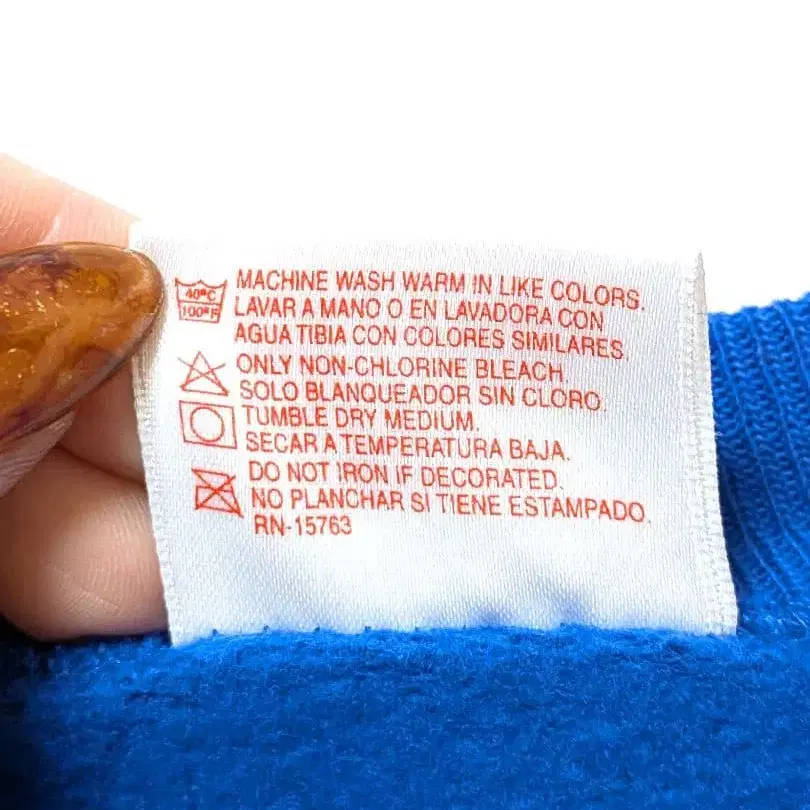 40°C
100°F
MACHINE WASH WARM IN LIKE COLORS.
LAVAR A MANO O EN LAVADORA CON
AGUA TIBIA CON COLORES SIMILARES.
ONLY NON-CHLORINE BLEACH.
SOLO BLANQUEADOR SIN CLORO.
TUMBLE DRY MEDIUM.
SECAR A TEMPERATURA BAJA.
DO NOT IRON IF DECORATED.
NO PLANCHAR SI TIENE ESTAMPADO.
RN-15763